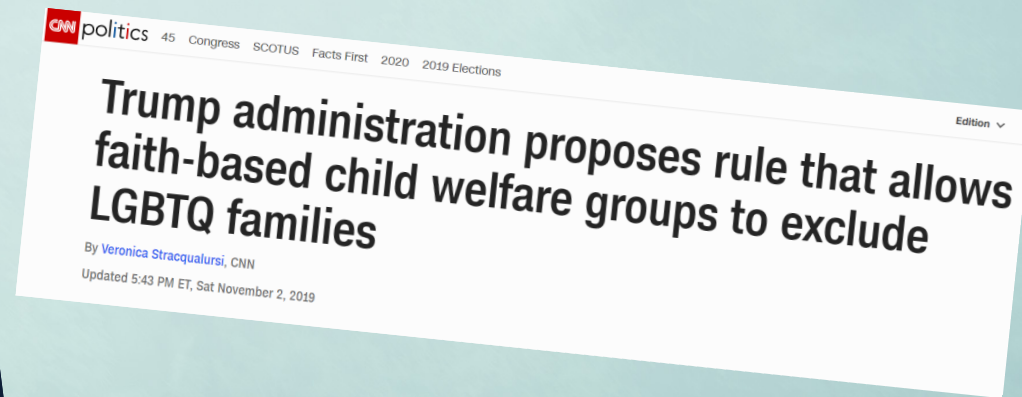 CNN politics 45 Congress SCOTUS Facts First 2020 2019 Elections
Edition
Trump administration proposes rule that allows
faith-based child welfare groups to exclude
LGBTQ families
By Veronica Stracqualursi, CNN
Updated 5:43 PM ET, Sat November 2, 2019